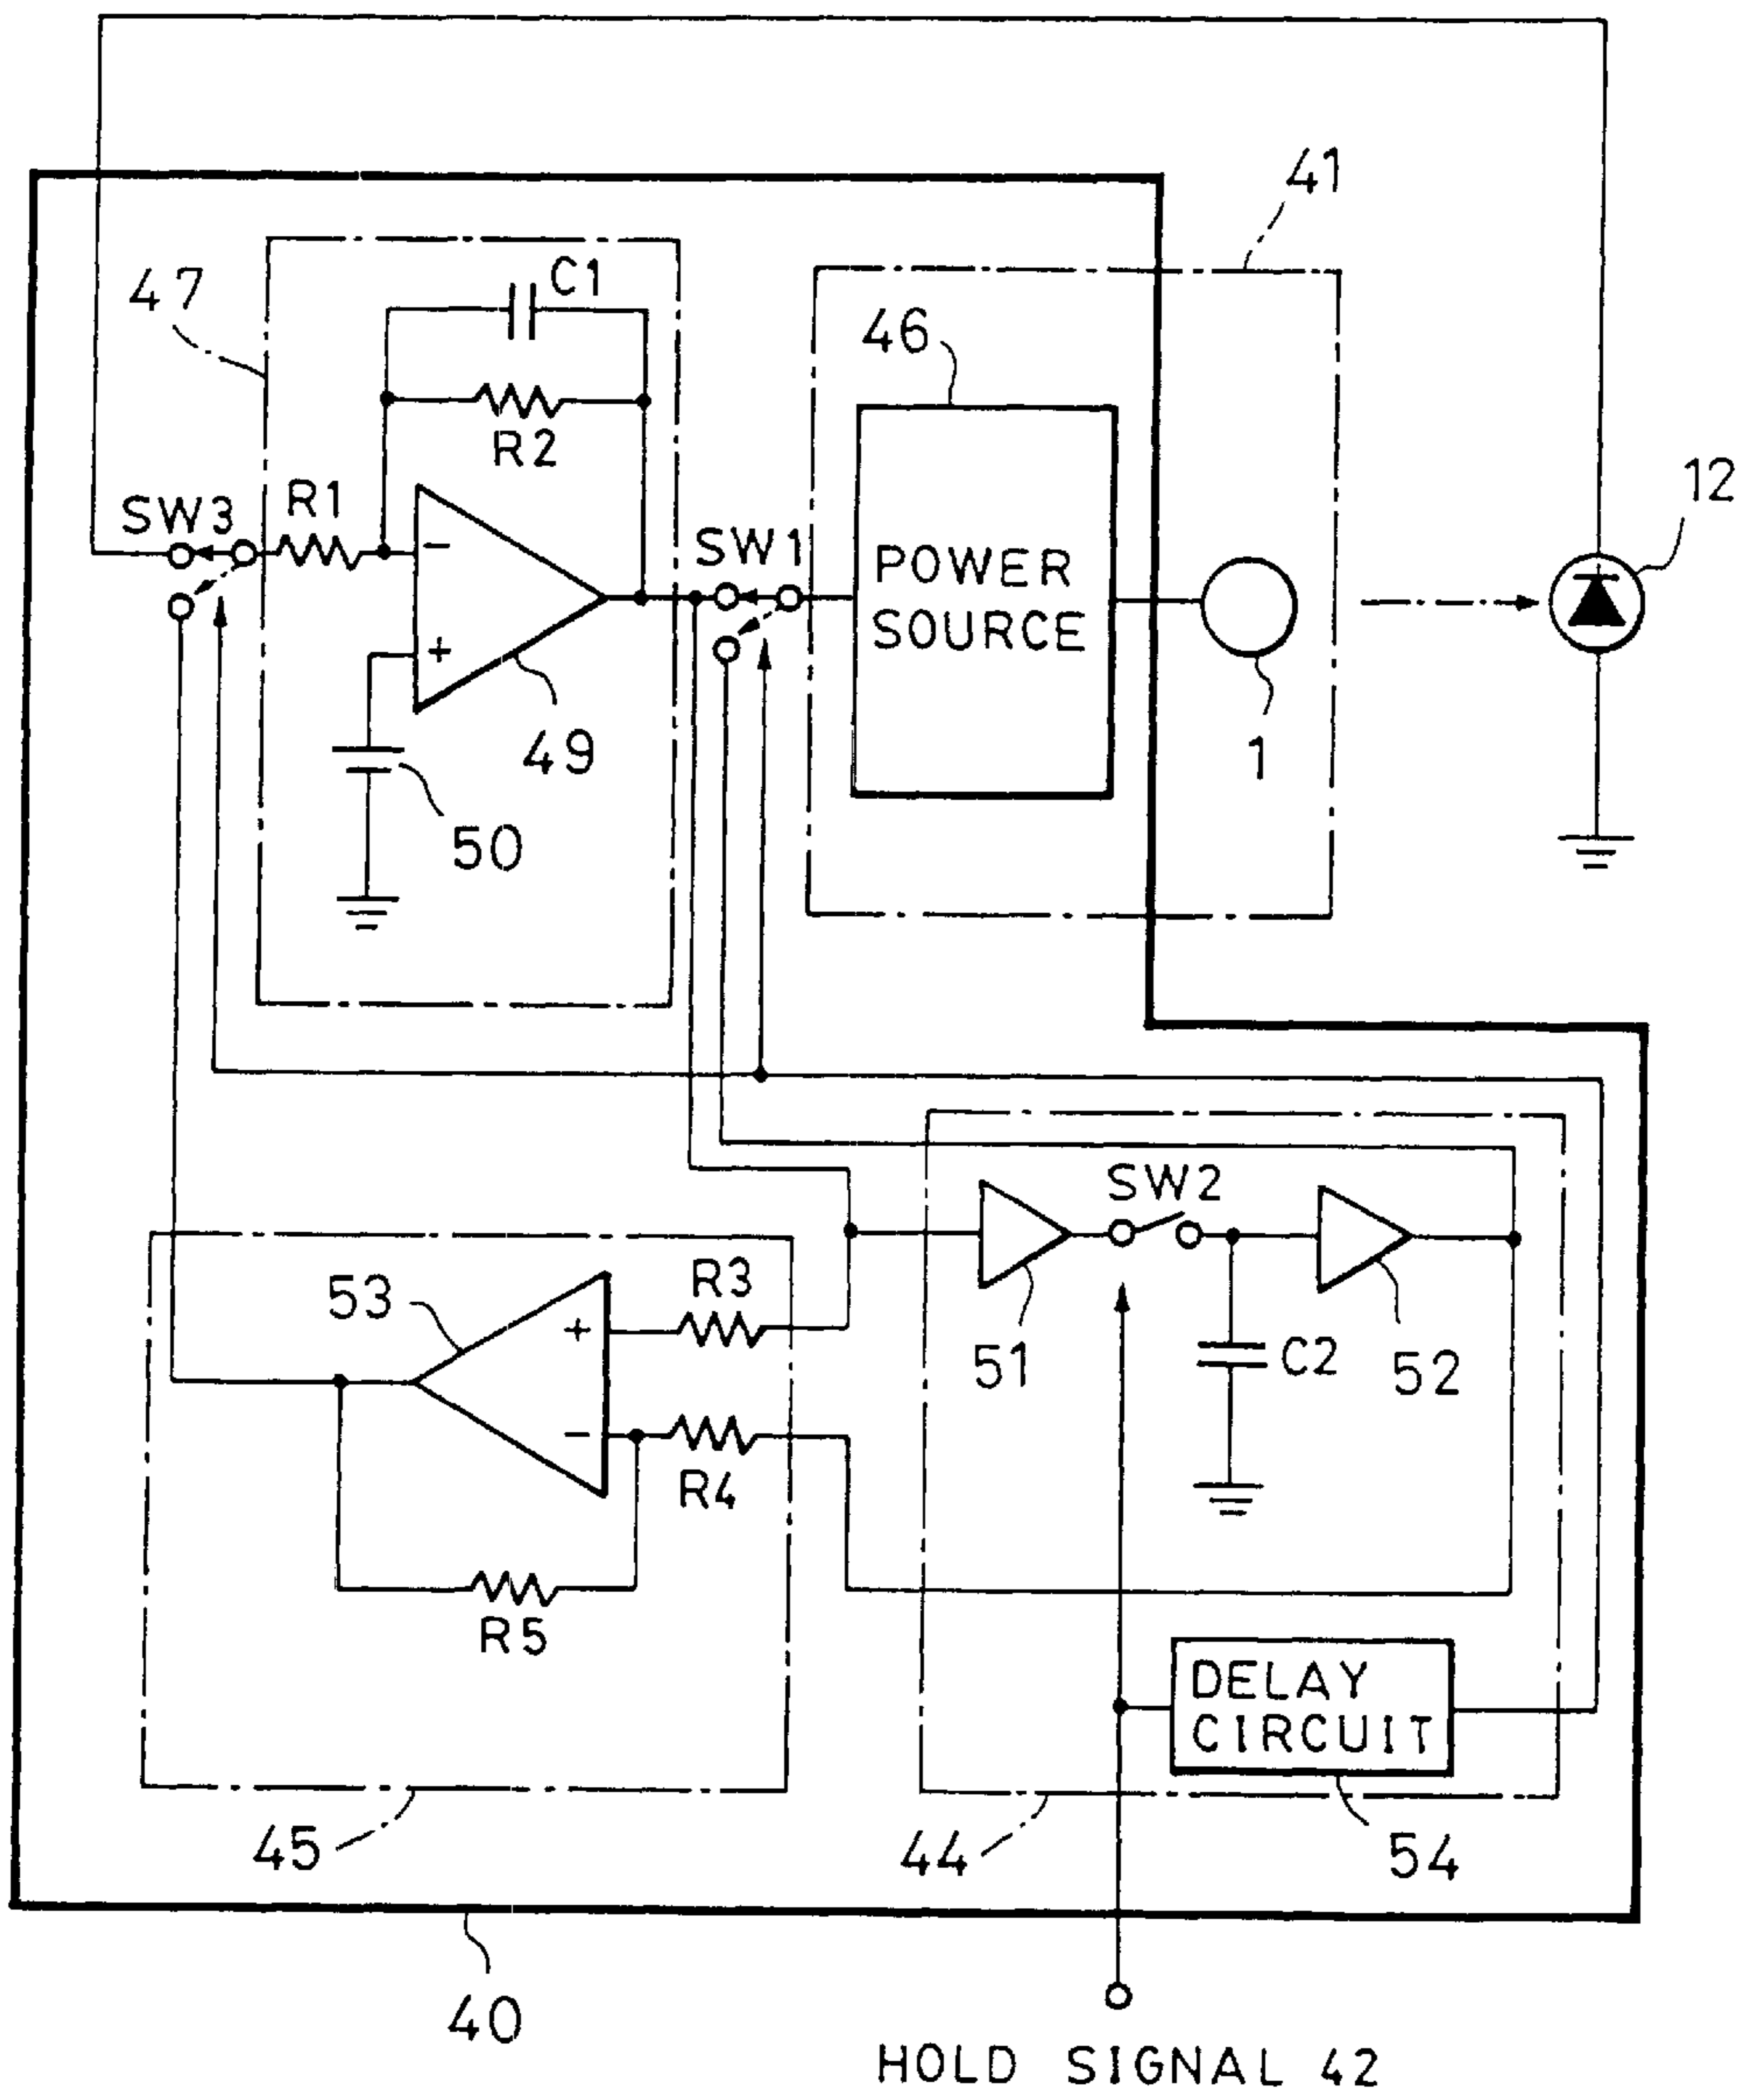 41
47
C1
46
R2
12
SW3
R1
SW1
-
POWER
SOURCE
+
49
1
50
SW2
53
R3
+
51
C2
52
-
R4
R5
DELAY
CIRCUIT
45
44
54
40
HOLD SIGNAL 42